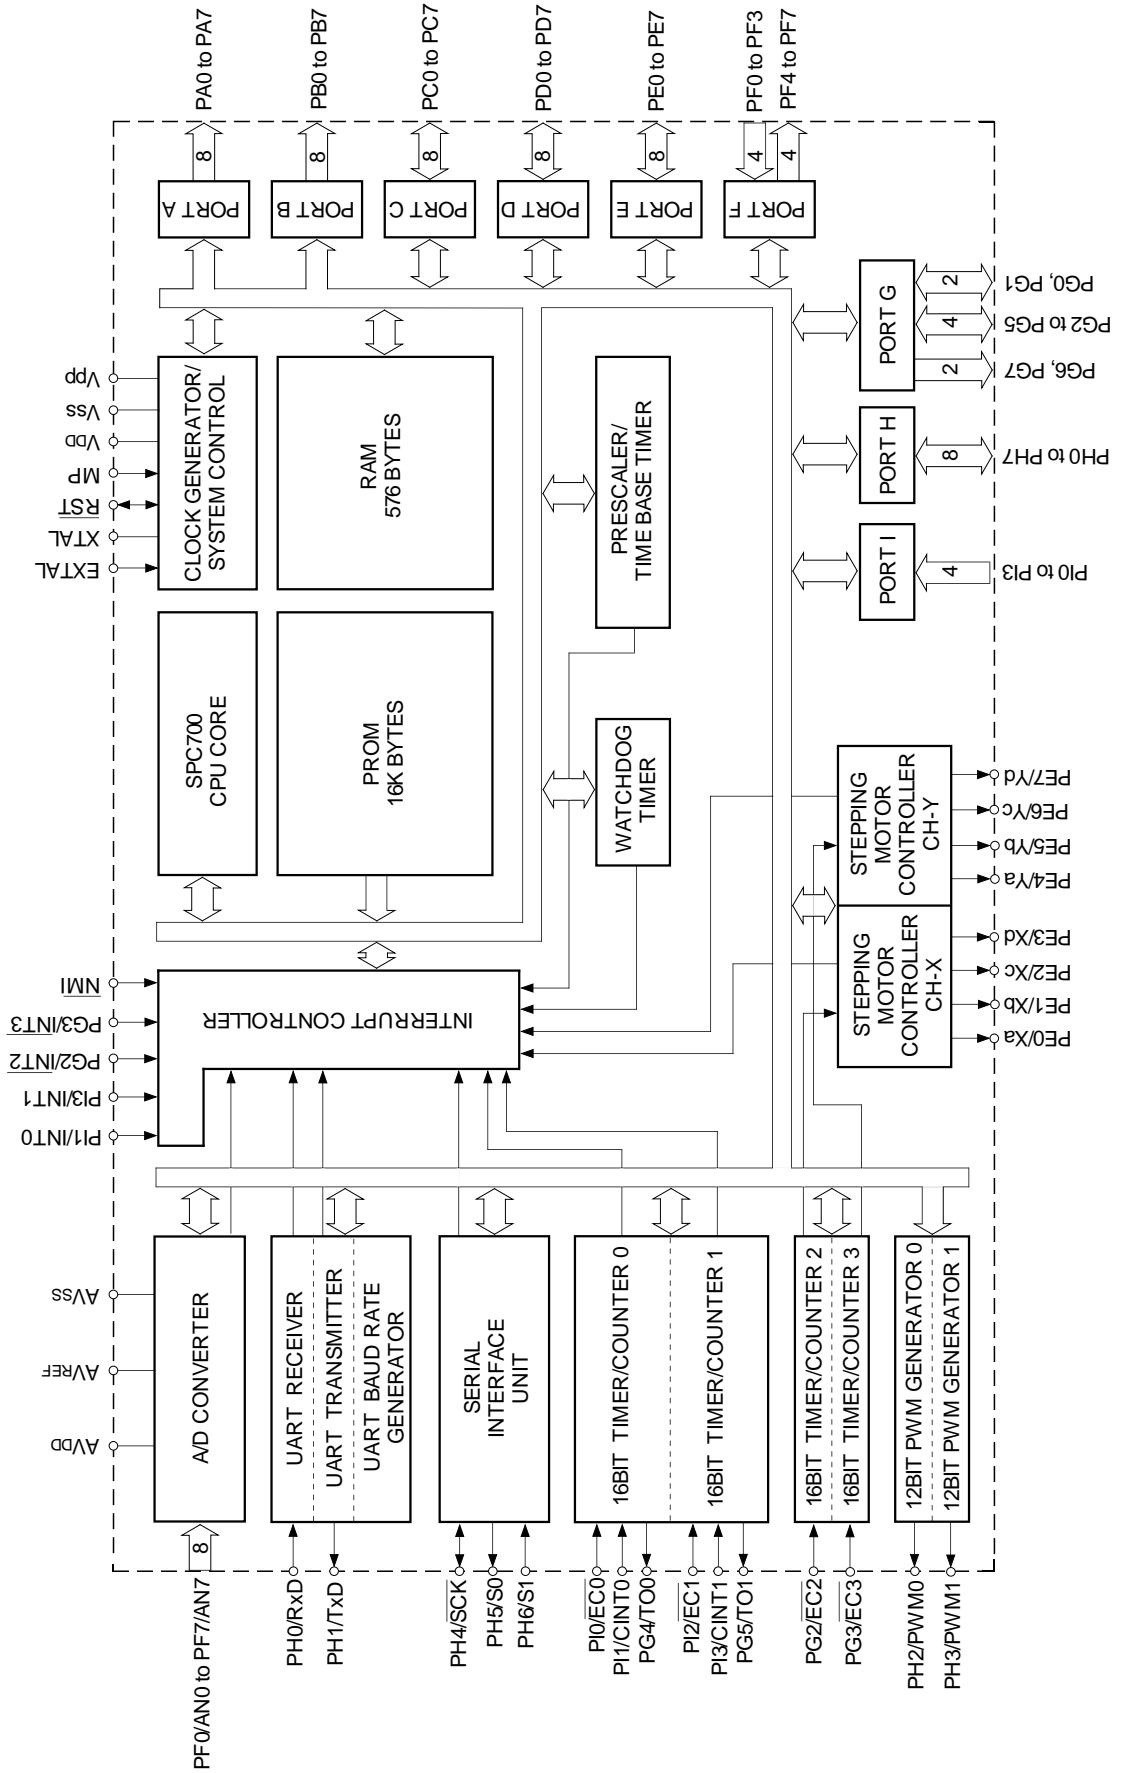 PA0 to PA7
PB0 to PB7
PC0 to PC7
PD0 to PD7
PE0 to PE7
PF0 to PF3
PF4 to PF7
8
8
8
8
8
4
4
PORT A
PORT B
PORT C
PORT D
PORT E
PORT F
PORT G
2
PG0, PG1
4
PG2 to PG5
2
PG6, PG7
PORT H
8
PH0 to PH7
PORT I
4
PI0 to PI3
Vpp
Vss
VDD
MP
RST
XTAL
EXTAL
CLOCK GENERATOR/
SYSTEM CONTROL
RAM
576 BYTES
PRESCALER/
TIME BASE TIMER
SPC700
CPU CORE
PROM
16K BYTES
WATCHDOG
TIMER
STEPPING
MOTOR
CONTROLLER
CH-Y
PE7/Yd
PE6/Yc
PE5/Yb
PE4/Ya
STEPPING
MOTOR
CONTROLLER
CH-X
PE3/Xd
PE2/Xc
PE1/Xb
PE0/Xa
NMI
PG3/INT3
PG2/INT2
PI3/INT1
PI1/INT0
INTERRUPT CONTROLLER
AVss
AVREF
AVDD
A/D CONVERTER
UART RECEIVER
UART TRANSMITTER
UART BAUD RATE
GENERATOR
SERIAL
INTERFACE
UNIT
16BIT TIMER/COUNTER 0
16BIT TIMER/COUNTER 1
16BIT TIMER/COUNTER 2
16BIT TIMER/COUNTER 3
12BIT PWM GENERATOR 0
12BIT PWM GENERATOR 1
8
PF0/AN0 to PF7/AN7
PH0/RxD
PH1/TxD
PH4/SCK
PH5/S0
PH6/S1
PI0/EC0
PI1/CINT0
PG4/TO0
PI2/EC1
PI3/CINT1
PG5/TO1
PG2/EC2
PG3/EC3
PH2/PWM0
PH3/PWM1